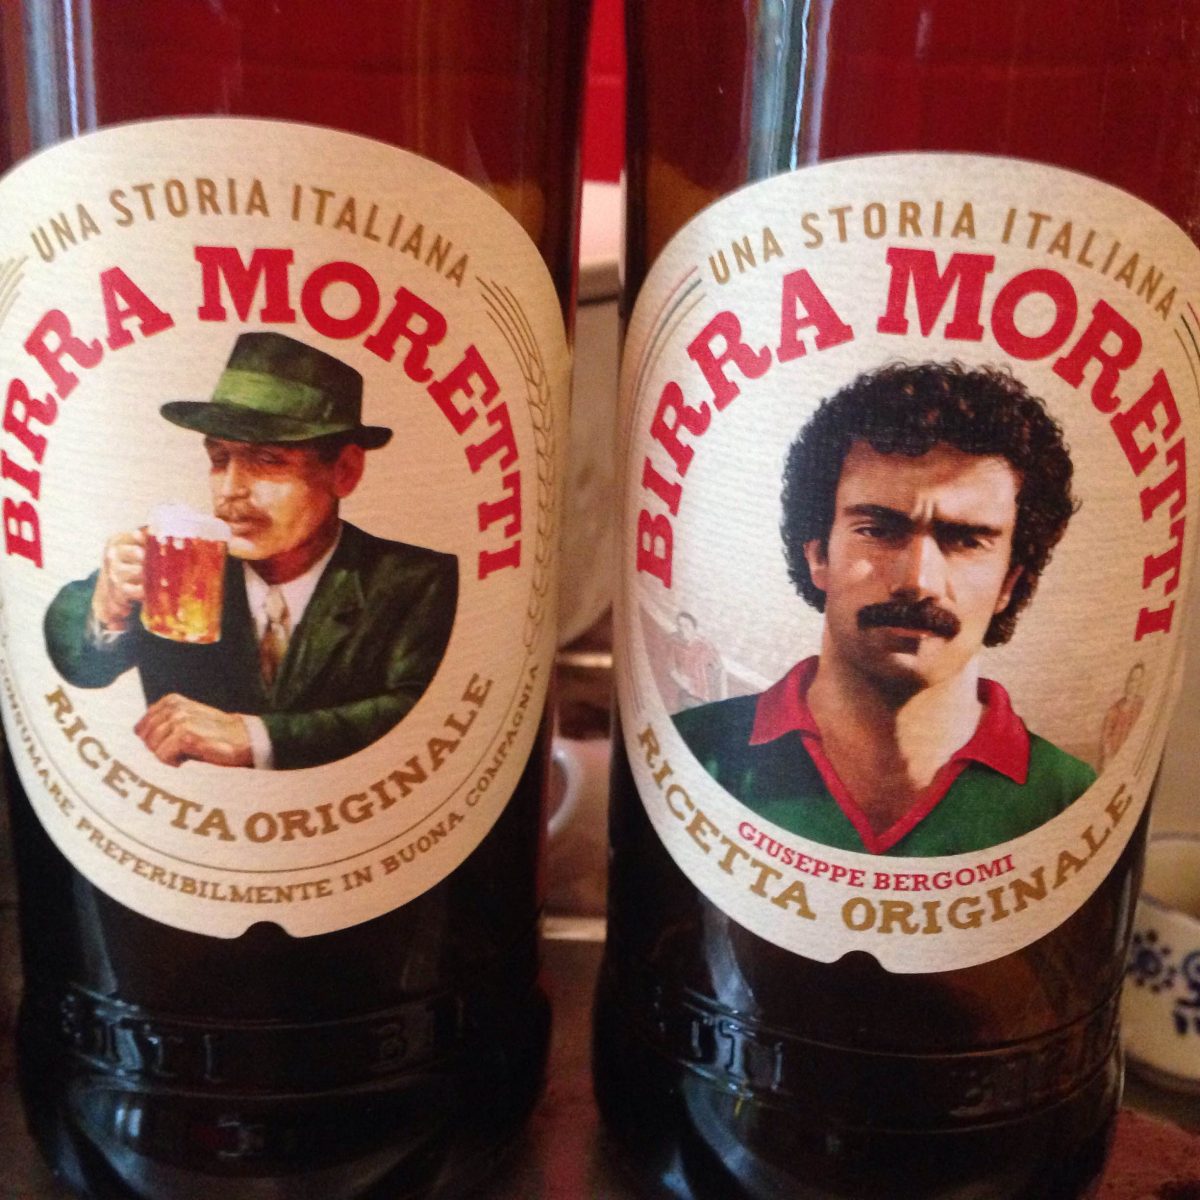 UNA STORIA ITALIANA
BIRRA MORETTI
RICETTA ORIGINALE
CONSUMARE PREFERIBILMENTE IN BUONA COMPAGNIA
UNA STORIA ITALIANA
BIRRA MORETTI
GIUSEPPE BERGOMI
RICETTA ORIGINALE